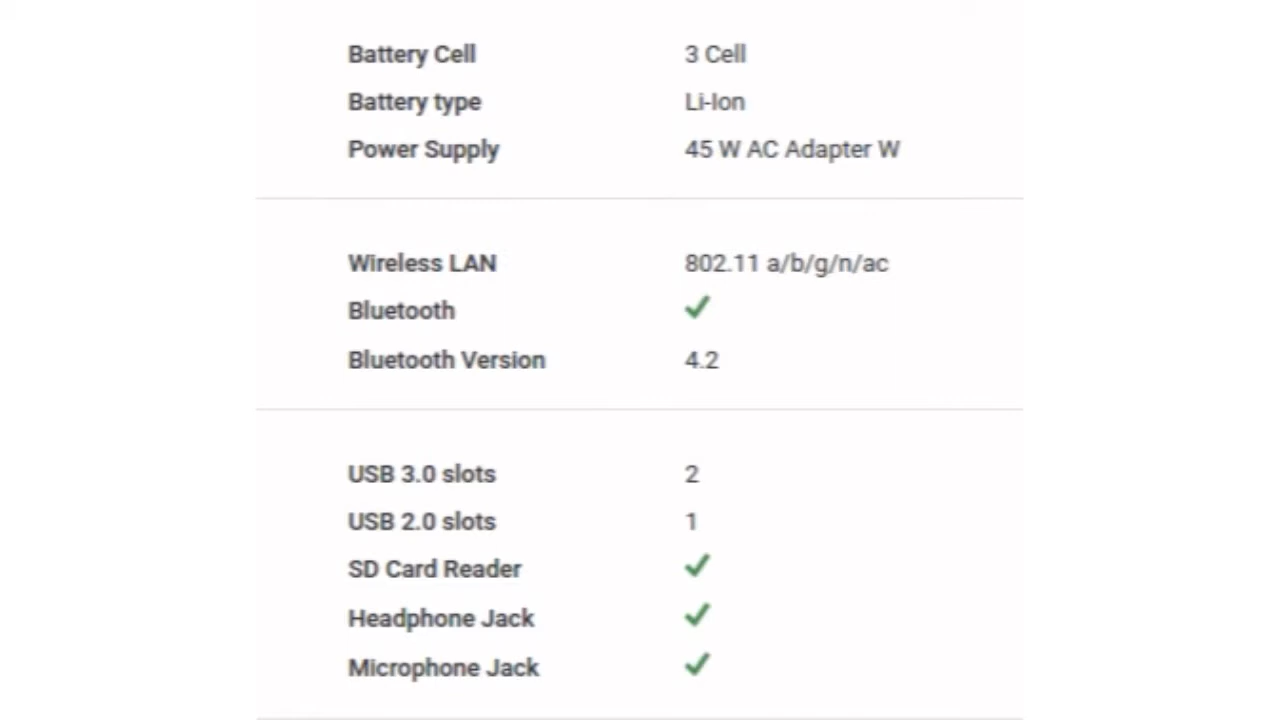 Battery Cell 3 Cell
Battery type Li-Ion
Power Supply 45 W AC Adapter W
Wireless LAN 802.11 a/b/g/n/ac
Bluetooth ✔
Bluetooth Version 4.2
USB 3.0 slots 2
USB 2.0 slots 1
SD Card Reader ✔
Headphone Jack ✔
Microphone Jack ✔